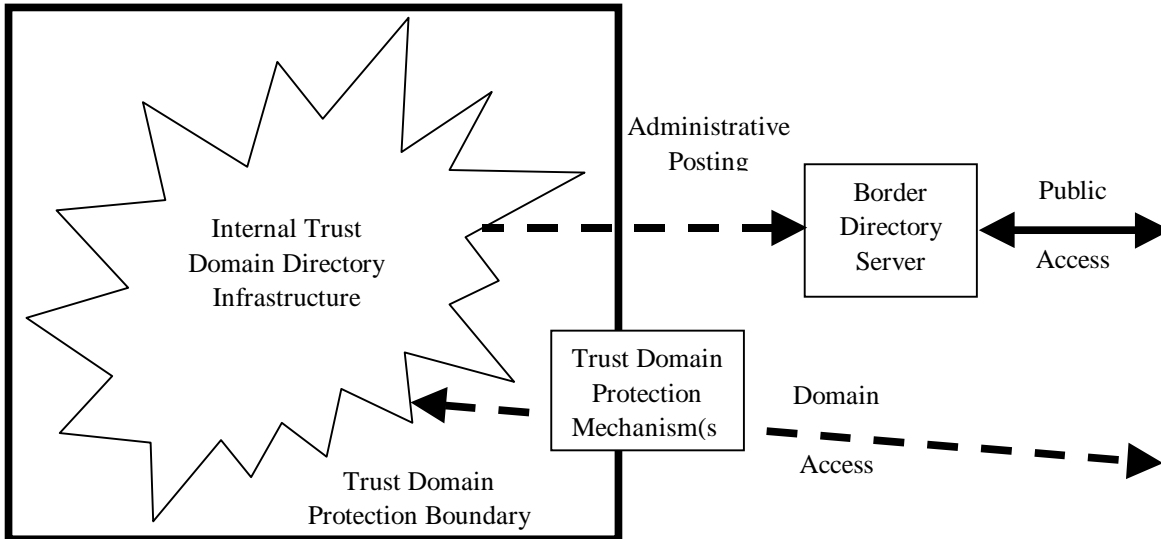 Internal Trust
Domain Directory
Infrastructure
Administrative
Posting
Border
Directory
Server
Public
Access
Trust Domain
Protection
Mechanism(s
Domain
Access
Trust Domain
Protection Boundary